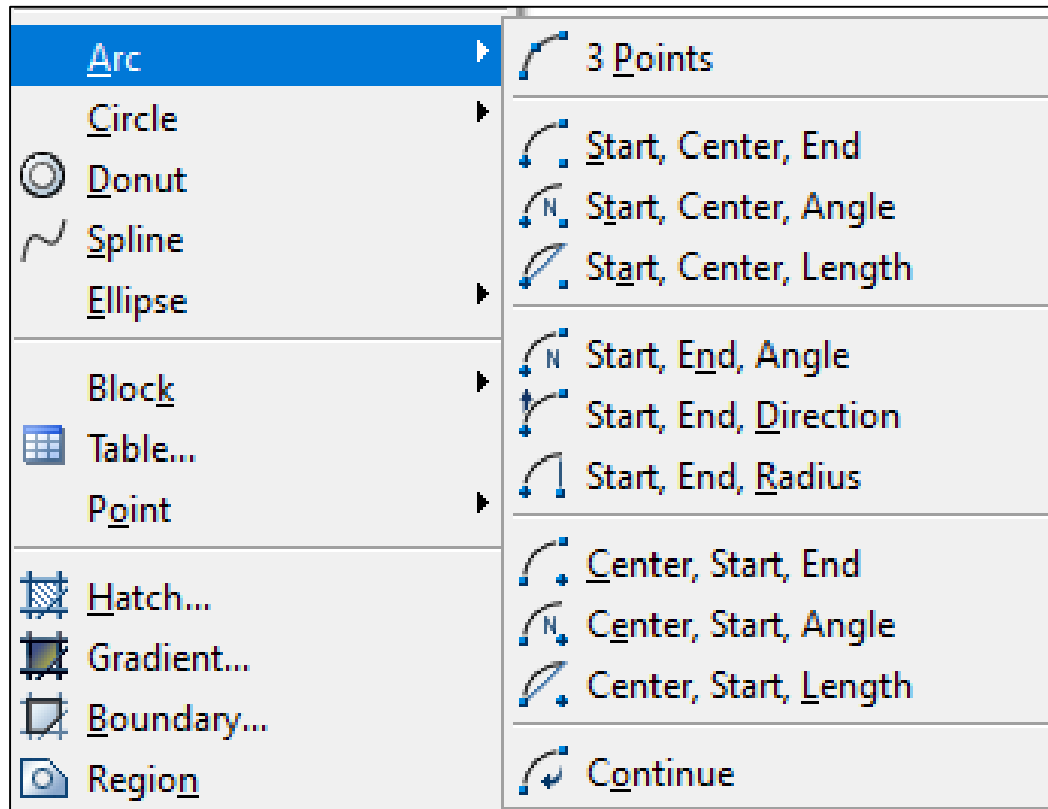 Arc
Circle
Donut
Spline
Ellipse
Block
Table...
Point
Hatch...
Gradient...
Boundary...
Region
3 Points
Start, Center, End
Start, Center, Angle
Start, Center, Length
Start, End, Angle
Start, End, Direction
Start, End, Radius
Center, Start, End
Center, Start, Angle
Center, Start, Length
Continue